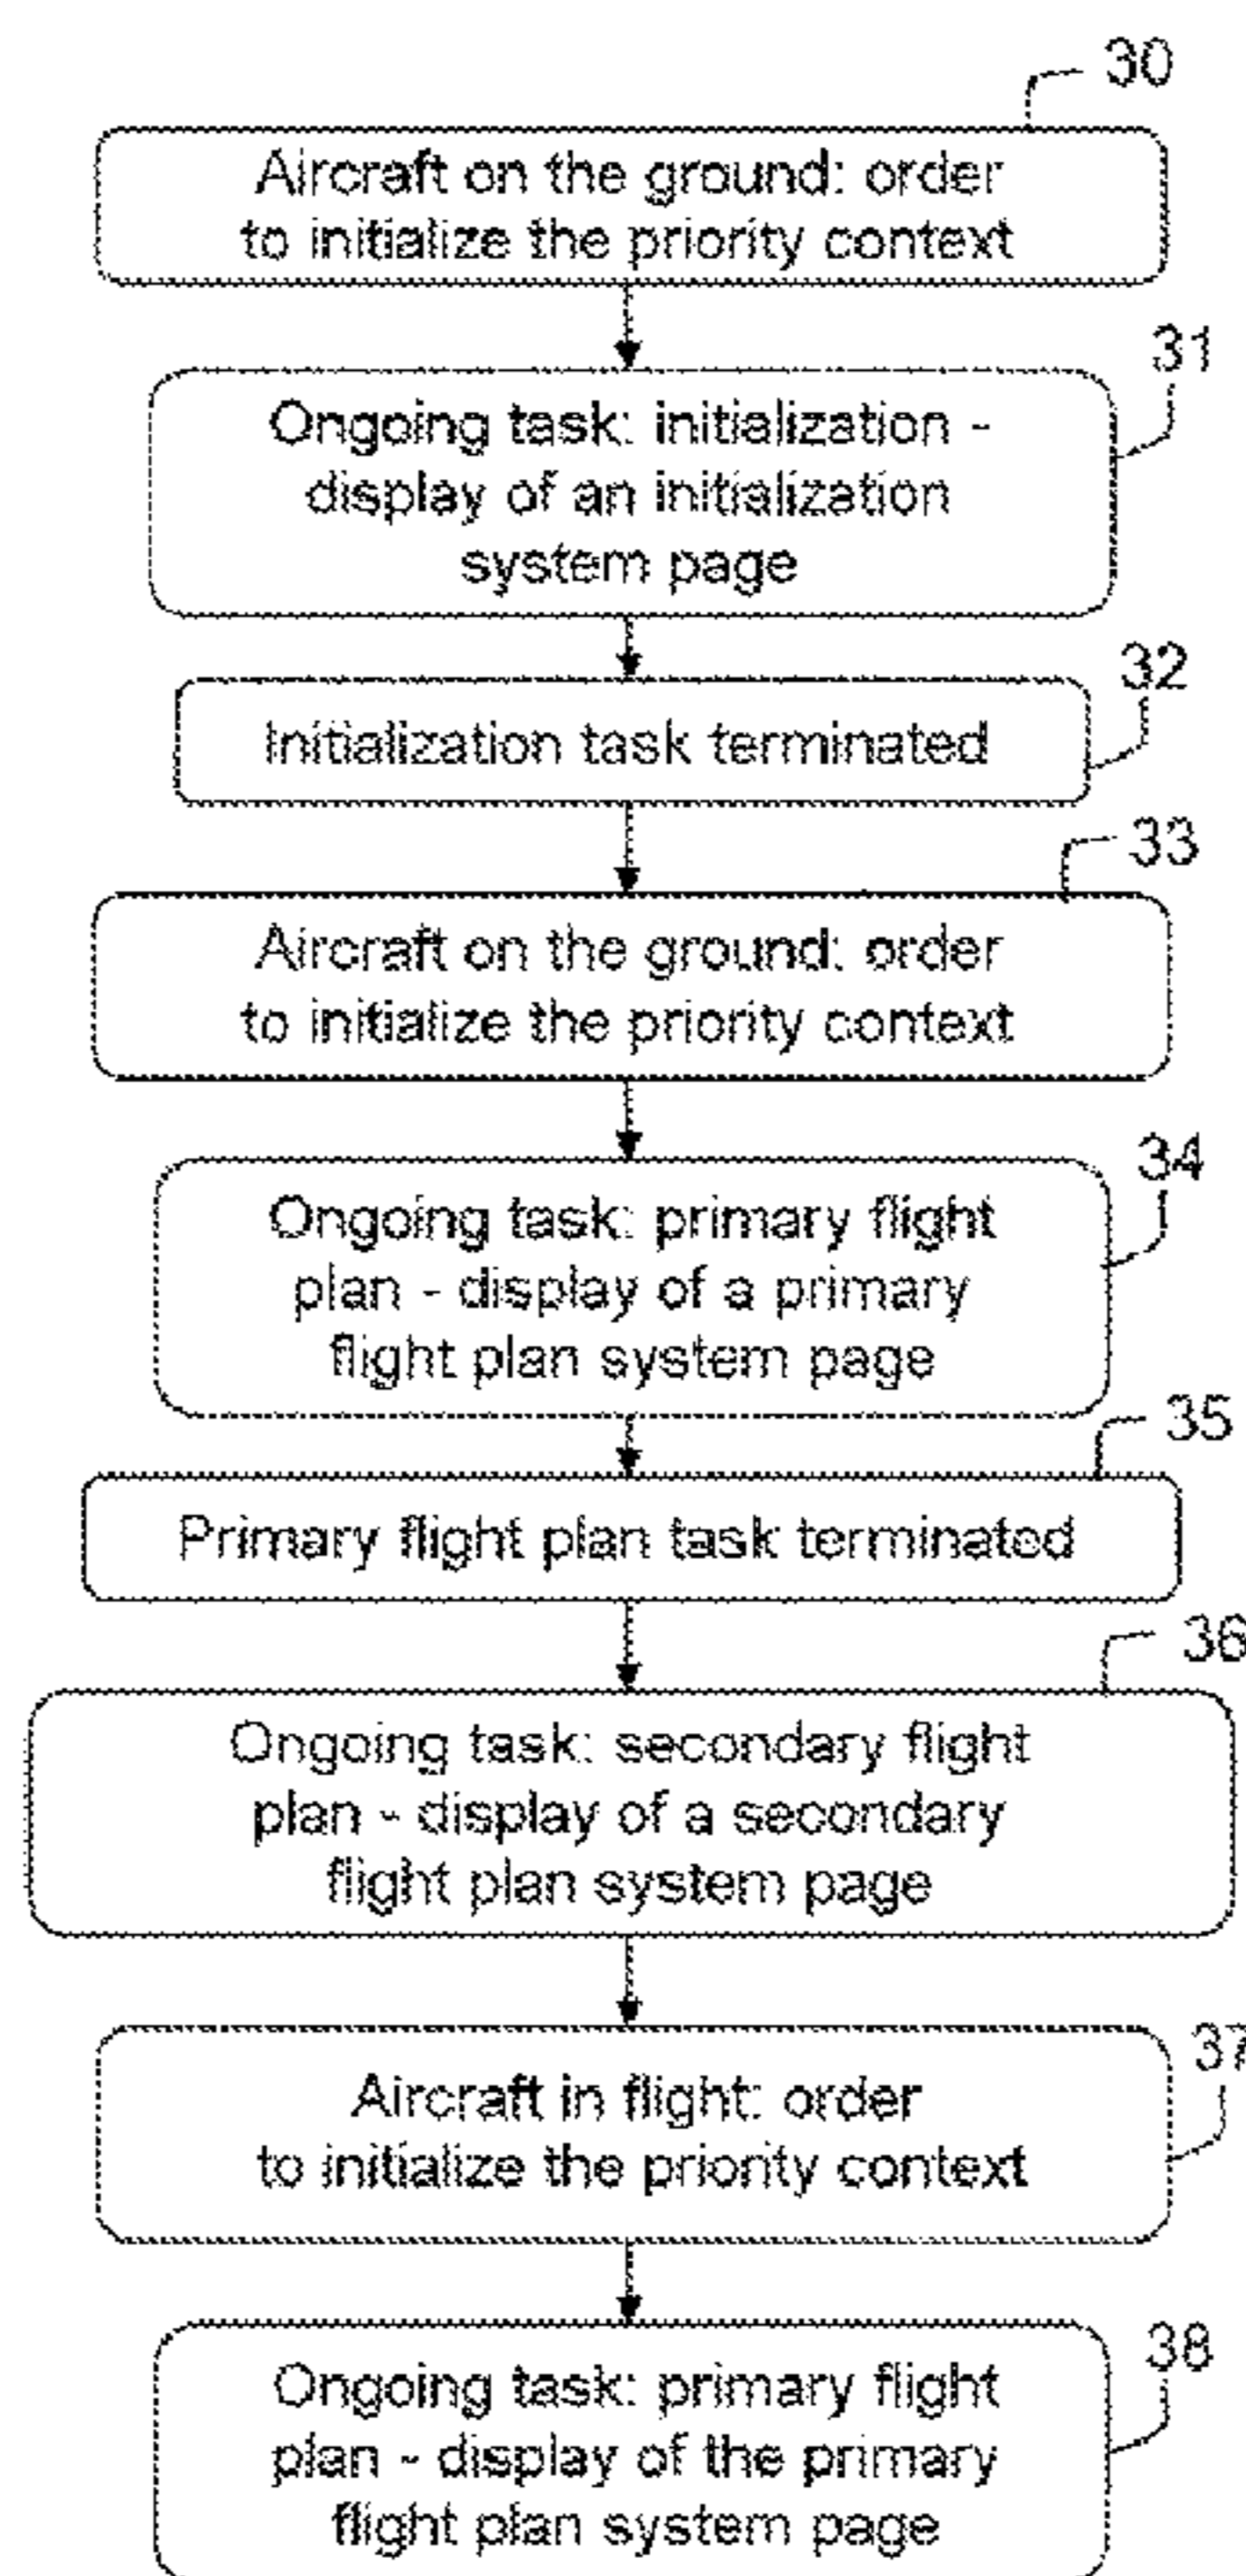 30
Aircraft on the ground: order
to initialize the priority context
31
Ongoing task: initialization -
display of an initialization
system page
32
Initialization task terminated
33
Aircraft on the ground: order
to initialize the priority context
34
Ongoing task: primary flight
plan - display of a primary
flight plan system page
35
Primary flight plan task terminated
36
Ongoing task: secondary flight
plan - display of a secondary
flight plan system page
37
Aircraft in flight: order
to initialize the priority context
38
Ongoing task: primary flight
plan - display of the primary
flight plan system page